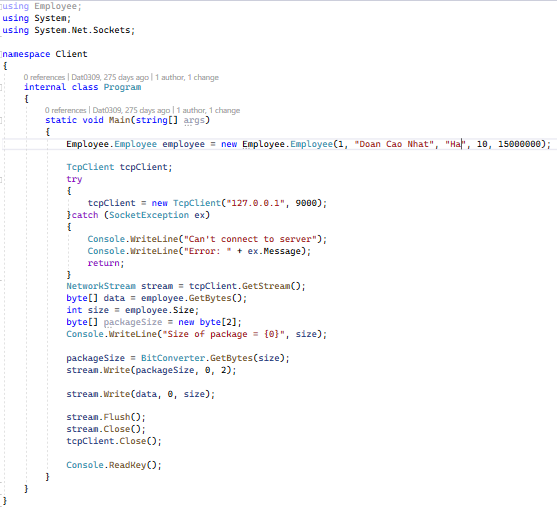 using Employee;
using System;
using System.Net.Sockets;
namespace Client
{
0 references | Dat0309, 275 days ago | 1 author, 1 change
internal class Program
{
0 references | Dat0309, 275 days ago | 1 author, 1 change
static void Main(string[] args)
{
Employee.Employee employee = new Employee.Employee(1, "Doan Cao Nhat", "Ha", 10, 15000000);
TcpClient tcpClient;
try
{
tcpClient = new TcpClient("127.0.0.1", 9000);
}catch (SocketException ex)
{
Console.WriteLine("Can't connect to server");
Console.WriteLine("Error: " + ex.Message);
return;
}
NetworkStream stream = tcpClient.GetStream();
byte[] data = employee.GetBytes();
int size = employee.Size;
byte[] packageSize = new byte[2];
Console.WriteLine("Size of package = {0}", size);
packageSize = BitConverter.GetBytes(size);
stream.Write(packageSize, 0, 2);
stream.Write(data, 0, size);
stream.Flush();
stream.Close();
tcpClient.Close();
Console.ReadKey();
}
}
}